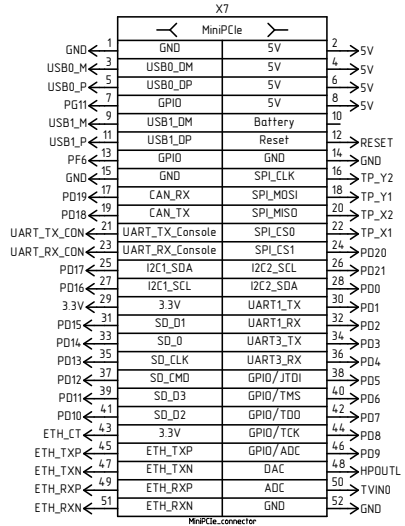 X7
MiniPCIe
GND 1 GND 5V 2 5V
USB0_M 3 USB0_DM 5V 4 5V
USB0_P 5 USB0_DP 5V 6 5V
PG11 7 GPIO 5V 8 5V
USB1_M 9 USB1_DM Battery 10
USB1_P 11 USB1_DP Reset 12 RESET
PF6 13 GPIO GND 14 GND
GND 15 GND SPI_CLK 16 TP_Y2
PD19 17 CAN_RX SPI_MOSI 18 TP_Y1
PD18 19 CAN_TX SPI_MISO 20 TP_X2
UART_TX_CON 21 UART_TX_Console SPI_CS0 22 TP_X1
UART_RX_CON 23 UART_RX_Console SPI_CS1 24 PD20
PD17 25 I2C1_SDA I2C2_SCL 26 PD21
PD16 27 I2C1_SCL I2C2_SDA 28 PD0
3.3V 29 3.3V UART1_TX 30 PD1
PD15 31 SD_D1 UART1_RX 32 PD2
PD14 33 SD_0 UART3_TX 34 PD3
PD13 35 SD_CLK UART3_RX 36 PD4
PD12 37 SD_CMD GPIO/JTDI 38 PD5
PD11 39 SD_D3 GPIO/TMS 40 PD6
PD10 41 SD_D2 GPIO/TDO 42 PD7
ETH_CT 43 3.3V GPIO/TCK 44 PD8
ETH_TXP 45 ETH_TXP GPIO/ADC 46 PD9
ETH_TXN 47 ETH_TXN DAC 48 HPOUTL
ETH_RXP 49 ETH_RXP ADC 50 TVIN0
ETH_RXN 51 ETH_RXN GND 52 GND
MiniPCIe_connector